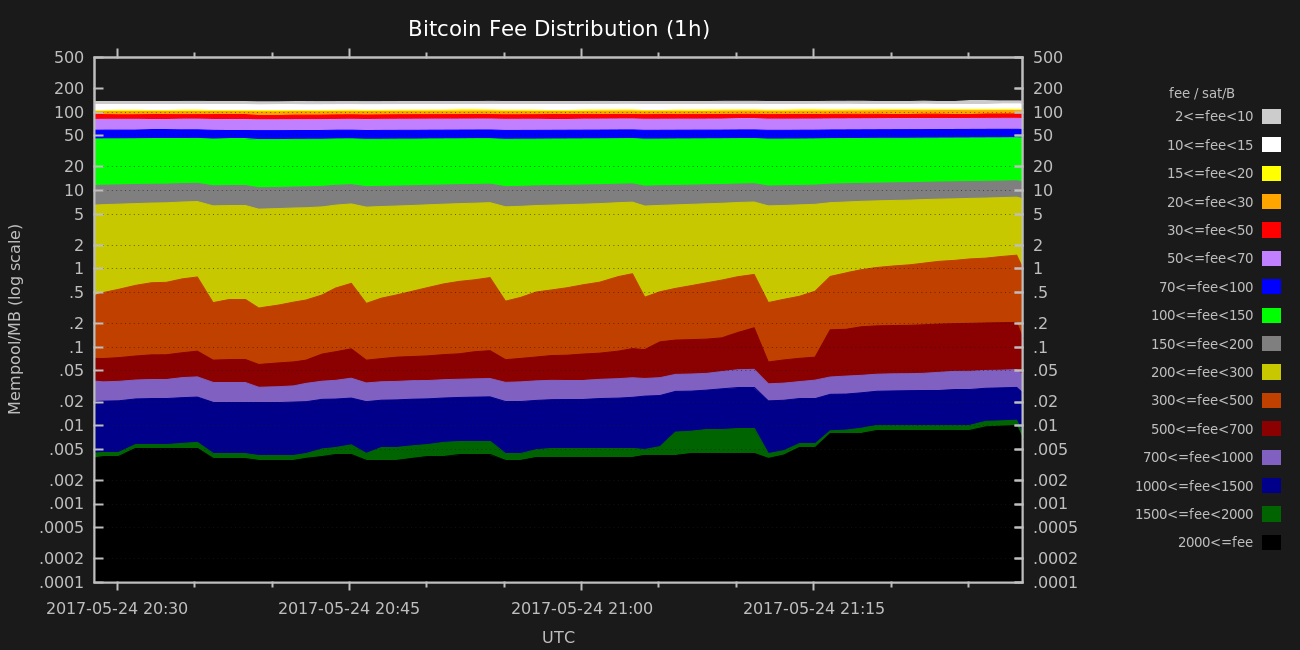 Bitcoin Fee Distribution (1h)
500
200
100
50
20
10
5
2
1
.5
.2
.1
.05
.02
.01
.005
.002
.001
.0005
.0002
.0001
Mempool/MB (log scale)
500
200
100
50
20
10
5
2
1
.5
.2
.1
.05
.02
.01
.005
.002
.001
.0005
.0002
.0001
2017-05-24 20:30
2017-05-24 20:45
2017-05-24 21:00
2017-05-24 21:15
UTC
fee / sat/B
2<=fee<10
10<=fee<15
15<=fee<20
20<=fee<30
30<=fee<50
50<=fee<70
70<=fee<100
100<=fee<150
150<=fee<200
200<=fee<300
300<=fee<500
500<=fee<700
700<=fee<1000
1000<=fee<1500
1500<=fee<2000
2000<=fee